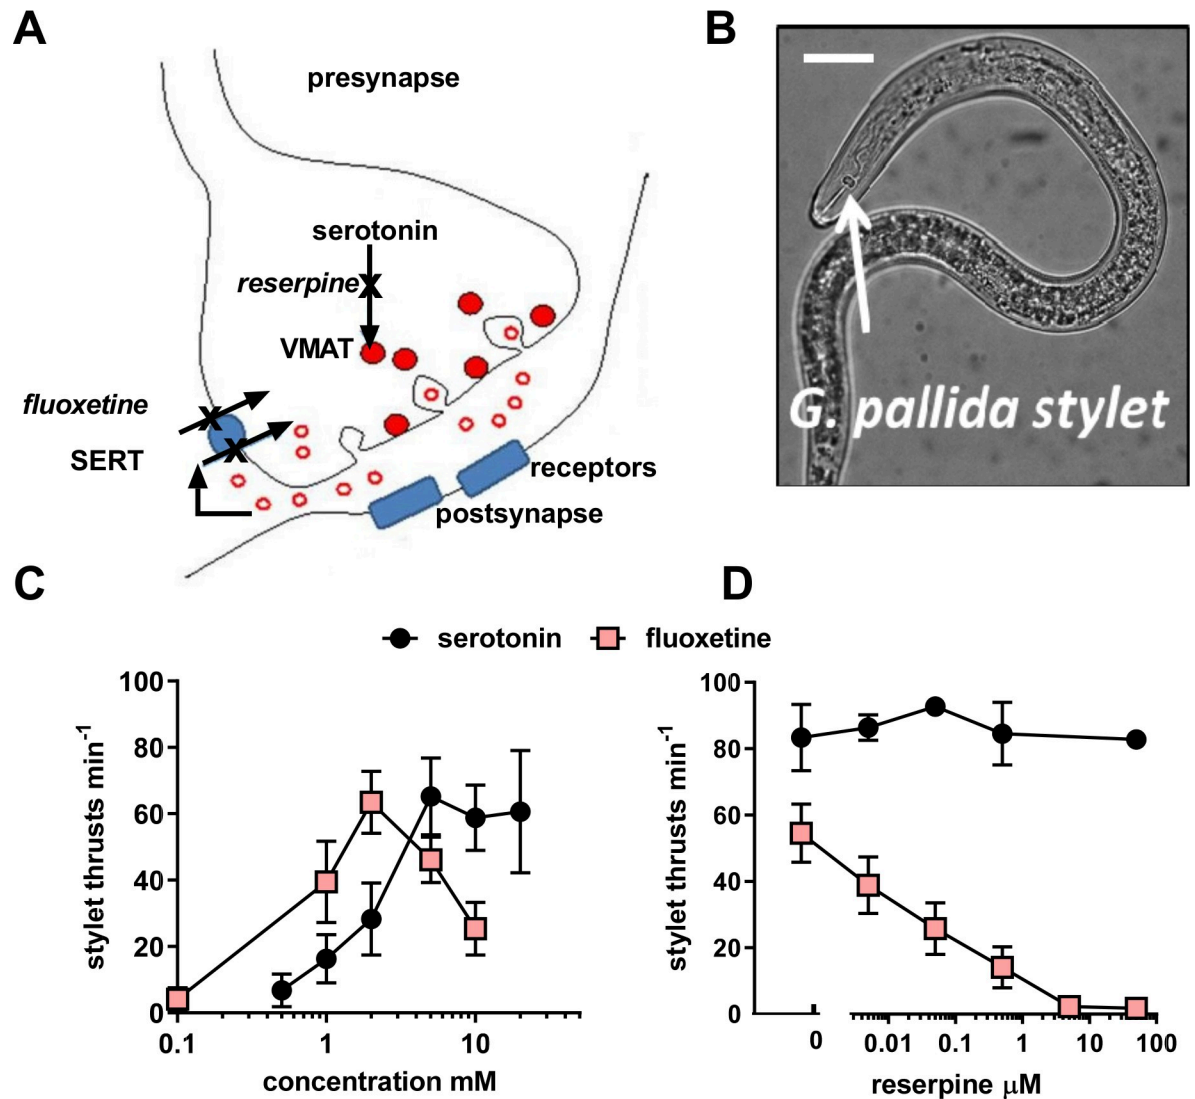 A
B
presynapse
serotonin
reserpine
VMAT
fluoxetine
SERT
receptors
postsynapse
G. pallida stylet
C
D
serotonin fluoxetine
100
80
60
40
20
0
stylet thrusts min-1
0.1 1 10
concentration mM
100
80
60
40
20
0
stylet thrusts min-1
0 0.01 0.1 1 10 100
reserpine μM